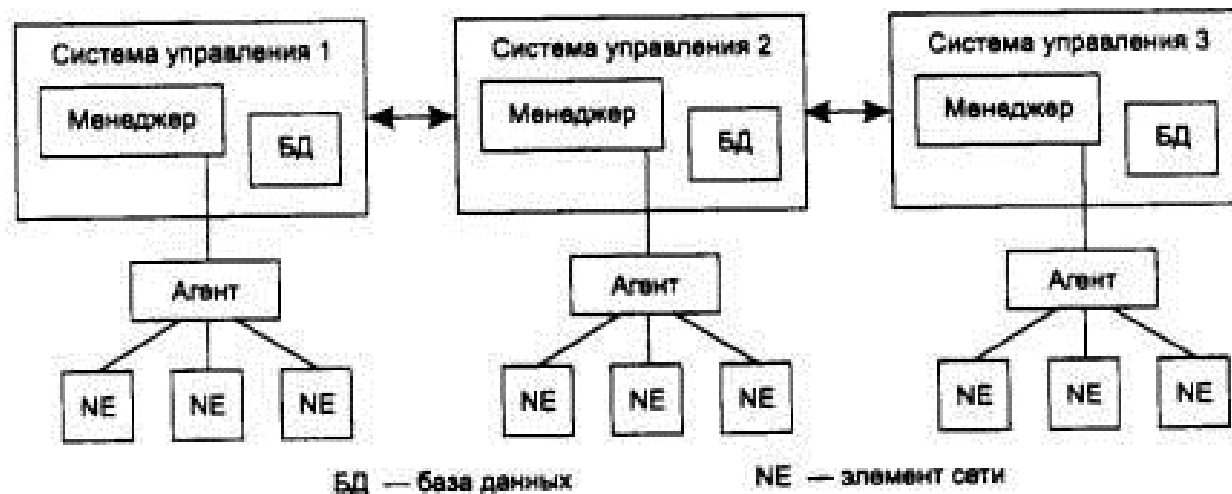 Система управления 1
Менеджер
БД
Система управления 2
Менеджер
БД
Система управления 3
Менеджер
БД
Агент
Агент
Агент
NE
NE
NE
NE
NE
NE
NE
NE
NE
БД — база данных
NE — элемент сети